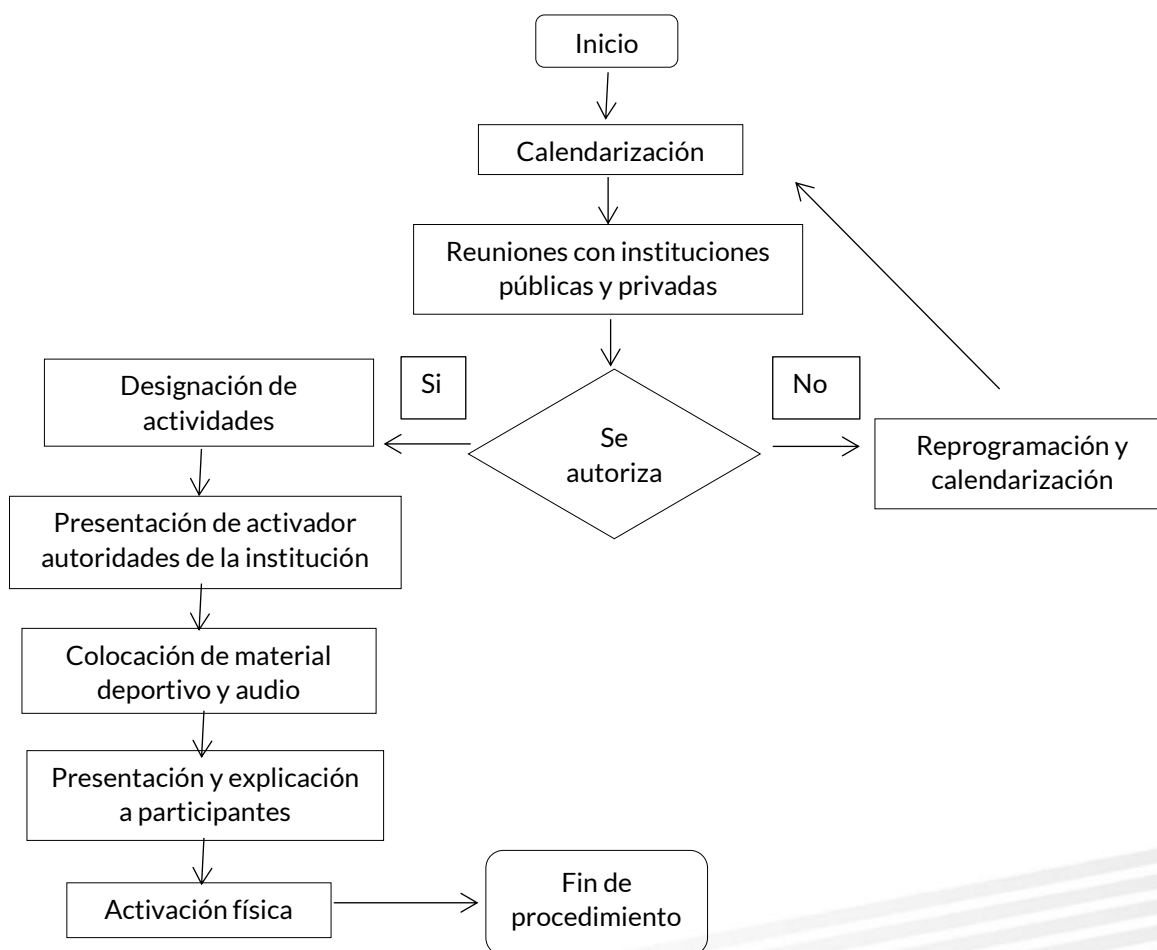 Inicio
Calendarización
Reuniones con instituciones
públicas y privadas
Si
No
Designación de
actividades
Se
autoriza
Reprogramación y
calendarización
Presentación de activador
autoridades de la institución
Colocación de material
deportivo y audio
Presentación y explicación
a participantes
Activación física
Fin de
procedimiento